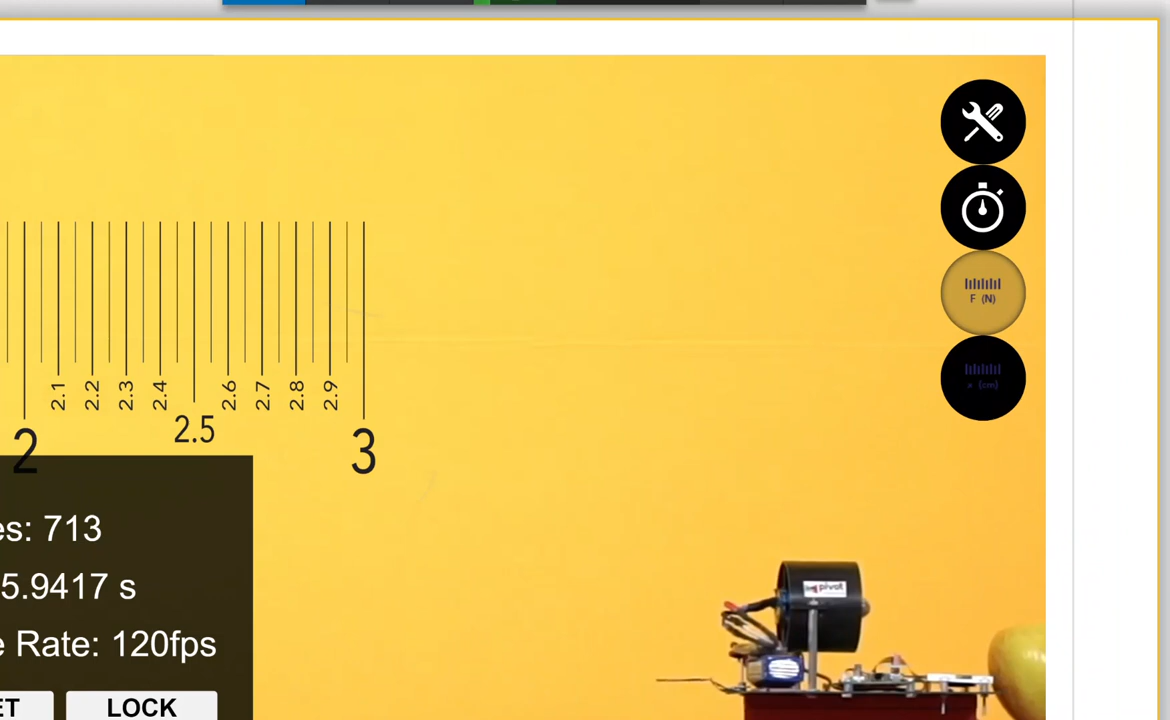 F (N)
x (cm)
2.1 2.2 2.3 2.4 2.6 2.7 2.8 2.9
2 2.5 3
es: 713
5.9417 s
e Rate: 120fps
ET LOCK
pivot